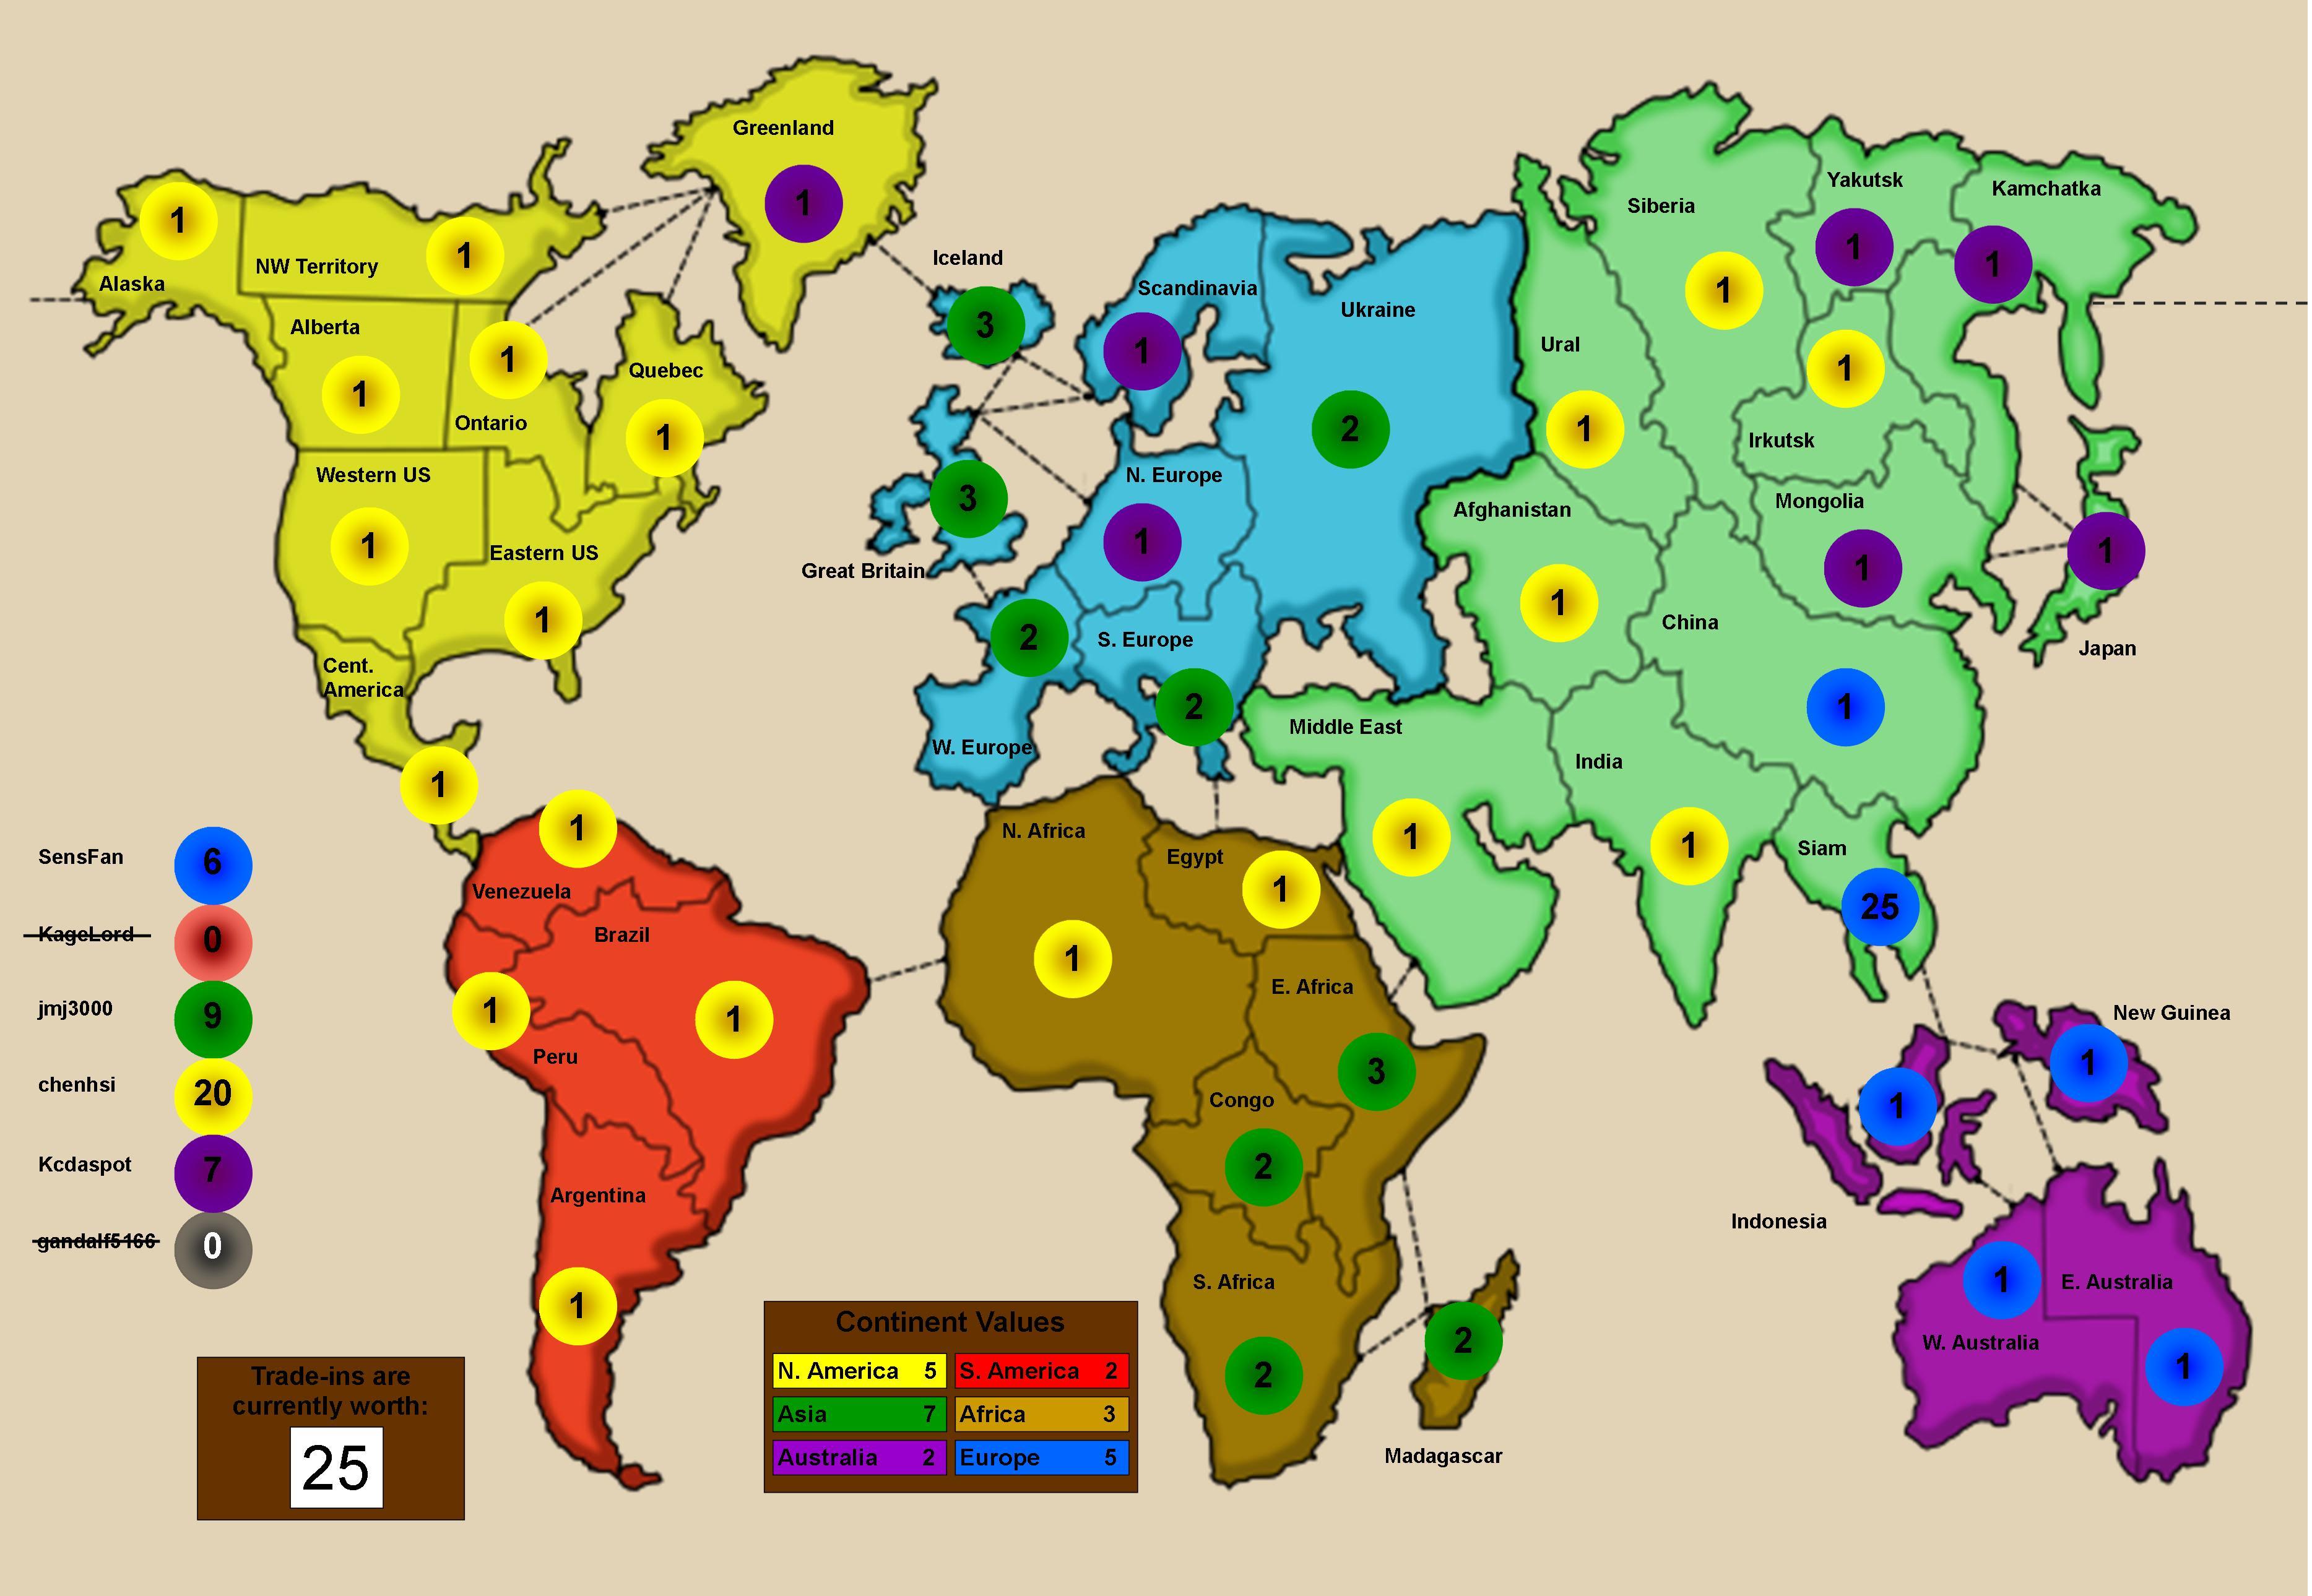 Greenland
1
Alaska
1
NW Territory
1
Alberta
1
Ontario
1
Quebec
1
Western US
1
Eastern US
1
Cent.
America
1
Iceland
3
Scandinavia
1
Ukraine
2
Great Britain
3
N. Europe
1
S. Europe
2
W. Europe
2
Siberia
1
Yakutsk
1
Kamchatka
1
Ural
1
Irkutsk
1
Mongolia
1
Japan
1
Afghanistan
1
China
1
Middle East
1
India
1
Siam
25
Venezuela
1
Brazil
1
Peru
1
Argentina
1
N. Africa
1
Egypt
1
E. Africa
3
Congo
2
S. Africa
2
Madagascar
2
New Guinea
1
Indonesia
1
W. Australia
1
E. Australia
1
SensFan 6
KageLord 0
jmj3000 9
chenhsi 20
Kcdaspot 7
gandalf5166 0
Trade-ins are
currently worth:
25
Continent Values
N. America 5 S. America 2
Asia 7 Africa 3
Australia 2 Europe 5